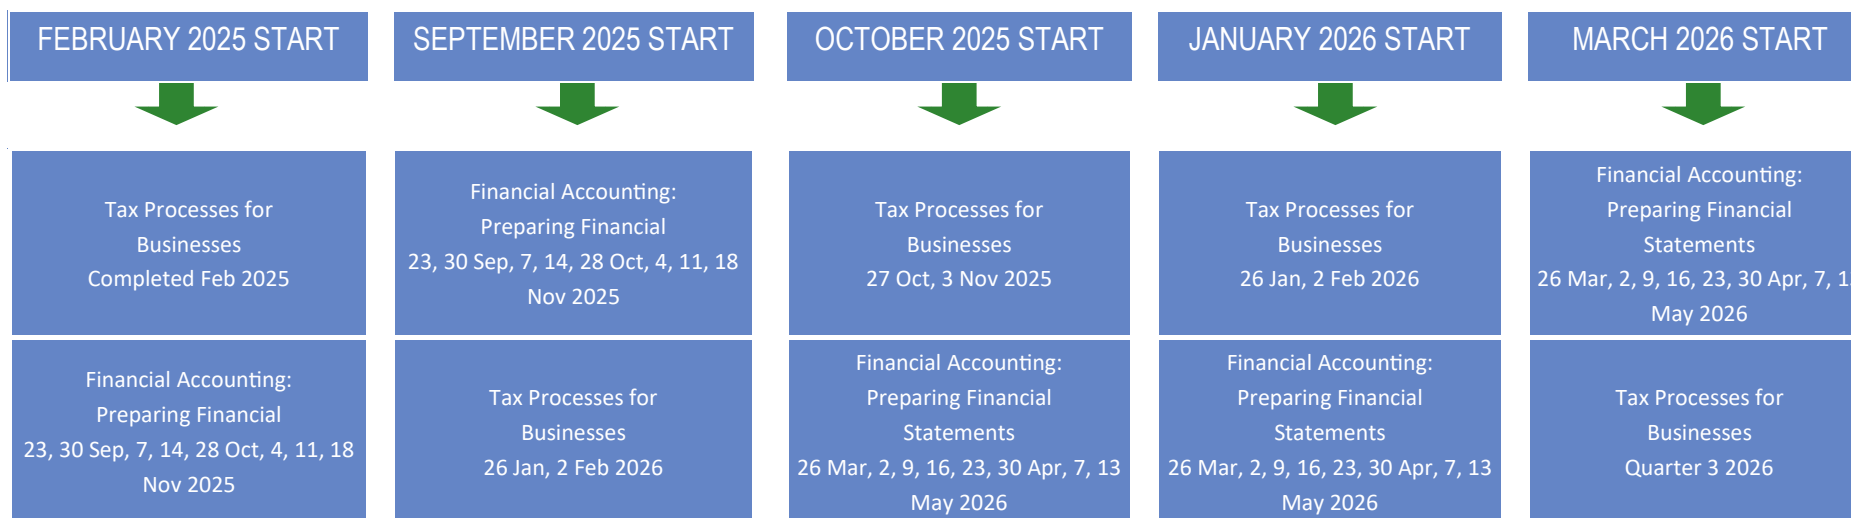 FEBRUARY 2025 START
Tax Processes for
Businesses
Completed Feb 2025
Financial Accounting:
Preparing Financial
23, 30 Sep, 7, 14, 28 Oct, 4, 11, 18
Nov 2025
SEPTEMBER 2025 START
Financial Accounting:
Preparing Financial
23, 30 Sep, 7, 14, 28 Oct, 4, 11, 18
Nov 2025
Tax Processes for
Businesses
26 Jan, 2 Feb 2026
OCTOBER 2025 START
Tax Processes for
Businesses
27 Oct, 3 Nov 2025
Financial Accounting:
Preparing Financial
Statements
26 Mar, 2, 9, 16, 23, 30 Apr, 7, 13
May 2026
JANUARY 2026 START
Tax Processes for
Businesses
26 Jan, 2 Feb 2026
Financial Accounting:
Preparing Financial
Statements
26 Mar, 2, 9, 16, 23, 30 Apr, 7, 13
May 2026
MARCH 2026 START
Financial Accounting:
Preparing Financial
Statements
26 Mar, 2, 9, 16, 23, 30 Apr, 7,
May 2026
Tax Processes for
Businesses
Quarter 3 2026